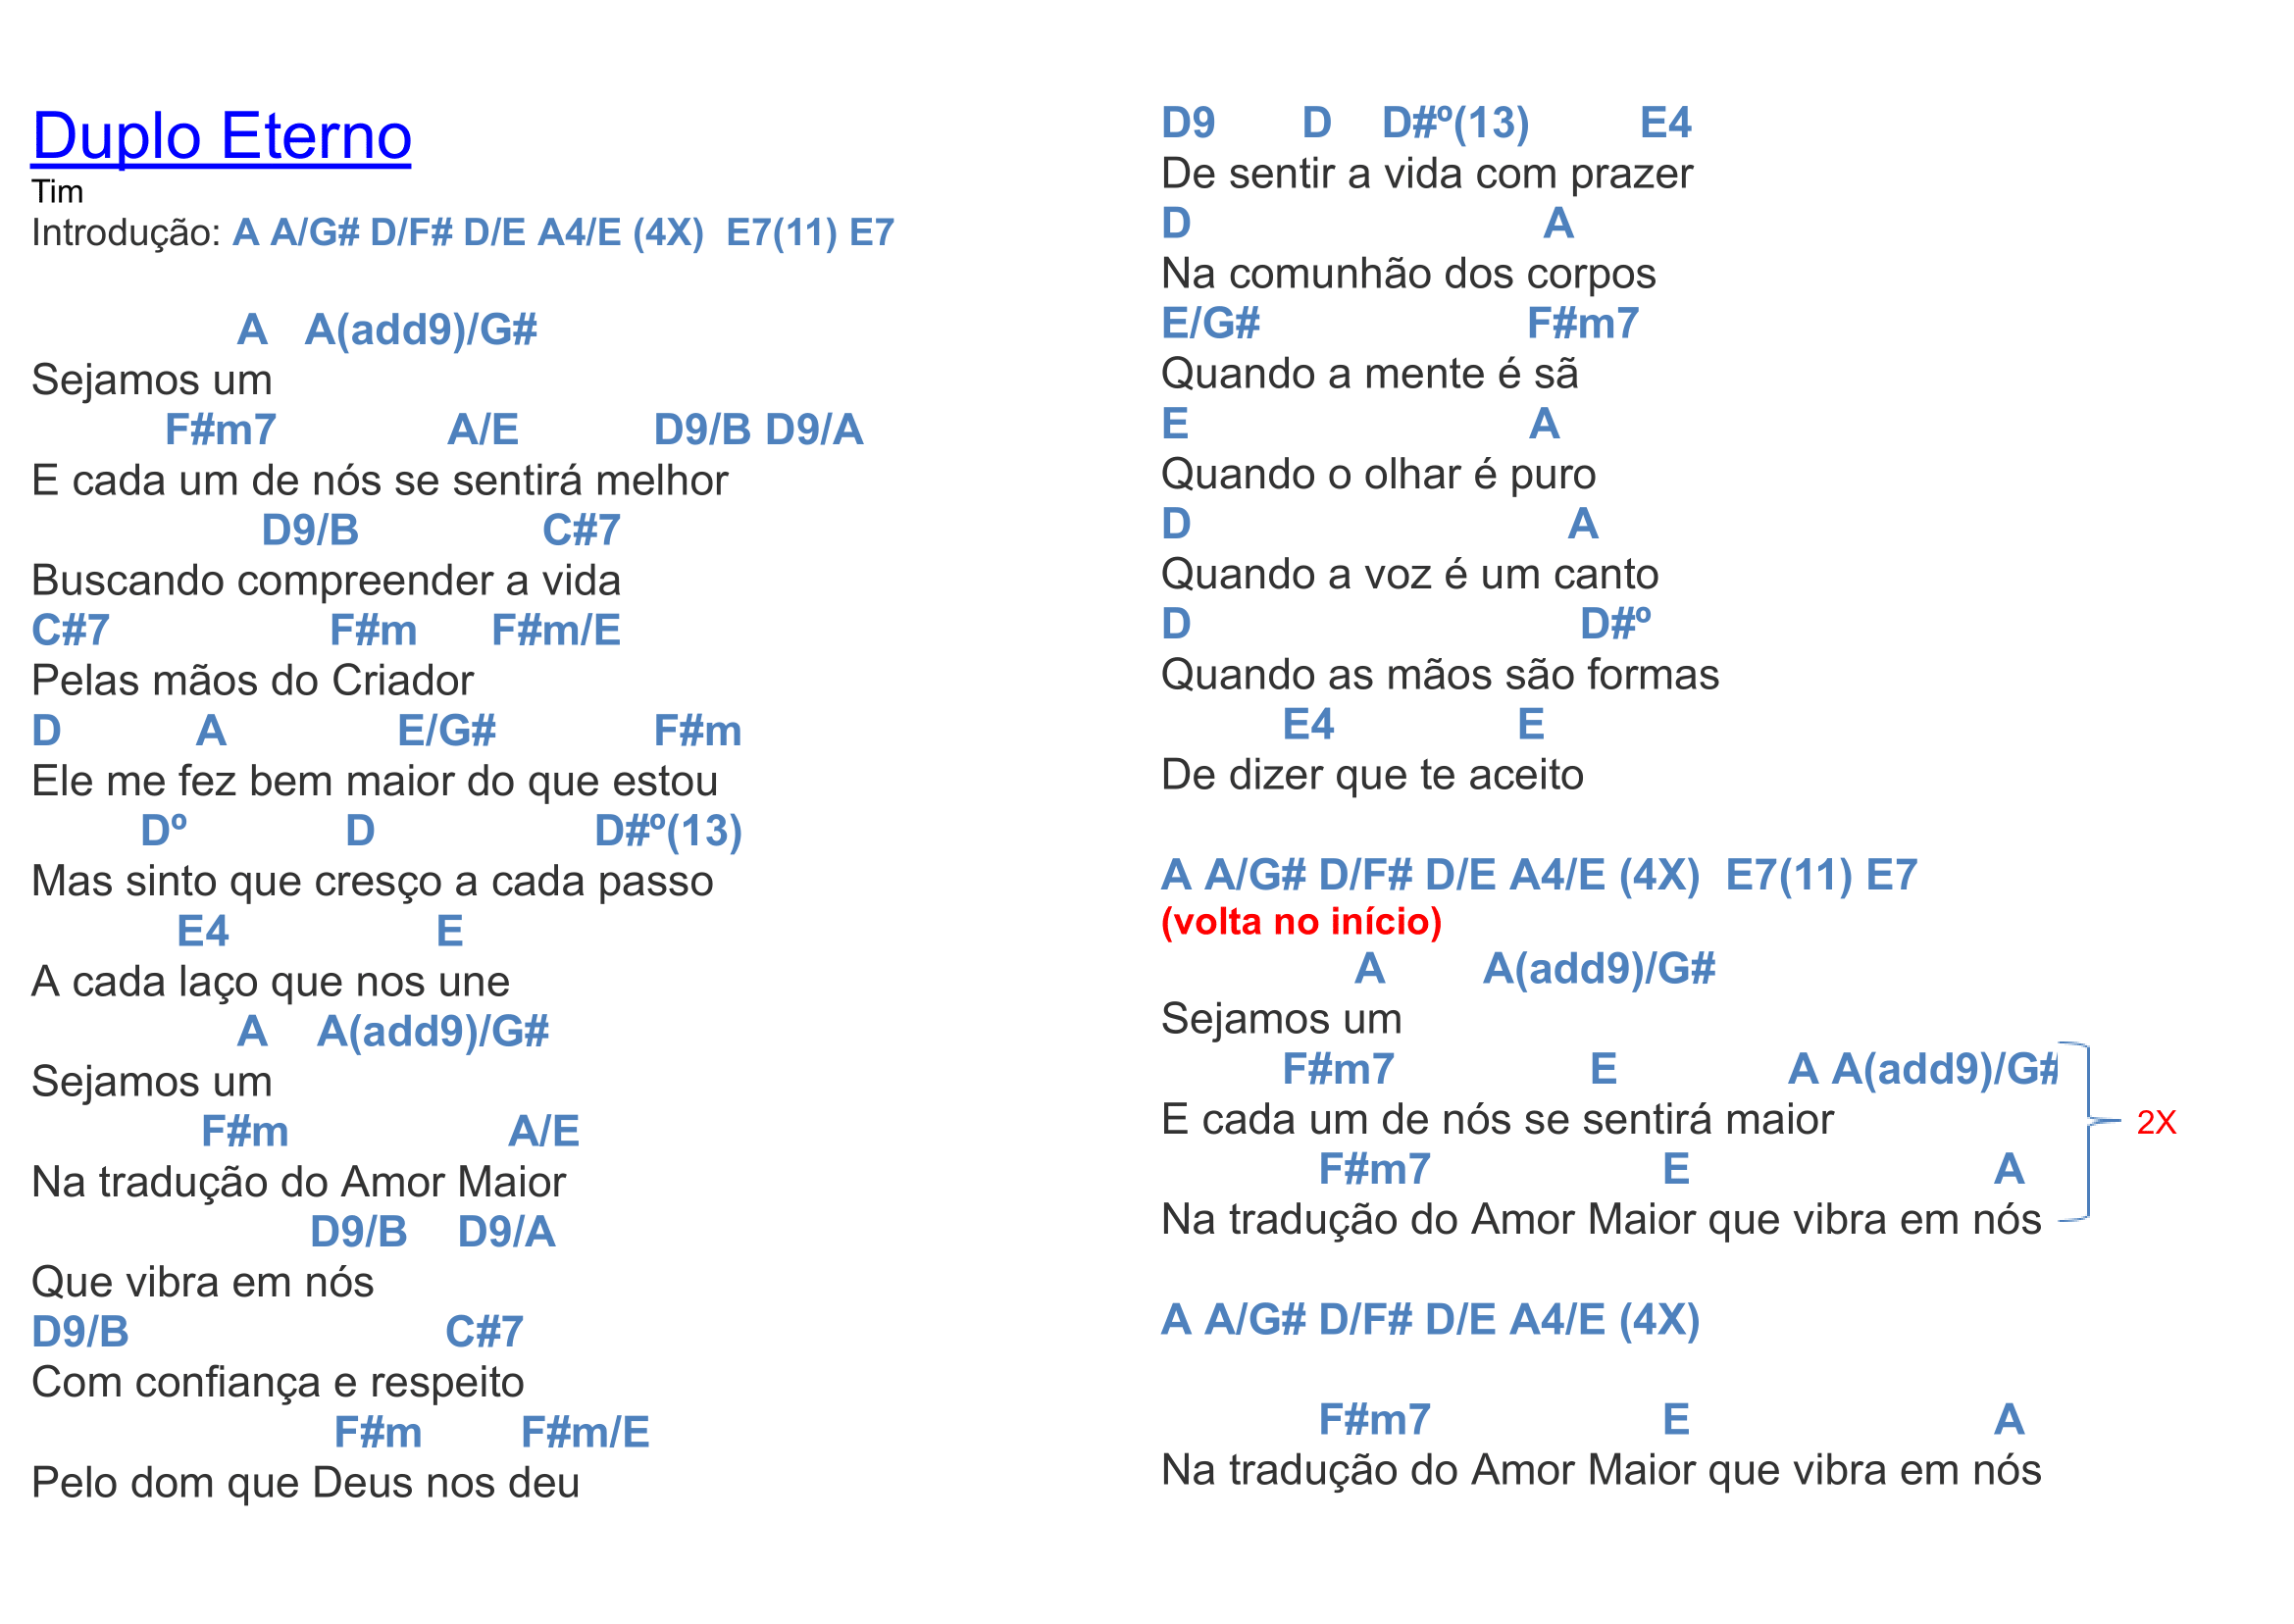 Duplo Eterno
Tim
Introdução: A A/G# D/F# D/E A4/E (4X) E7(11) E7
A A(add9)/G#
Sejamos um
F#m7 A/E D9/B D9/A
E cada um de nós se sentirá melhor
D9/B C#7
Buscando compreender a vida
C#7 F#m F#m/E
Pelas mãos do Criador
D A E/G# F#m
Ele me fez bem maior do que estou
Dº D D#º(13)
Mas sinto que cresço a cada passo
E4 E
A cada laço que nos une
A A(add9)/G#
Sejamos um
F#m A/E
Na tradução do Amor Maior
D9/B D9/A
Que vibra em nós
D9/B C#7
Com confiança e respeito
F#m F#m/E
Pelo dom que Deus nos deu
D9 D D#º(13) E4
De sentir a vida com prazer
D A
Na comunhão dos corpos
E/G# F#m7
Quando a mente é sã
E A
Quando o olhar é puro
D A
Quando a voz é um canto
D D#º
Quando as mãos são formas
E4 E
De dizer que te aceito
A A/G# D/F# D/E A4/E (4X) E7(11) E7
(volta no início)
A A(add9)/G#
Sejamos um
F#m7 E A A(add9)/G#
E cada um de nós se sentirá maior
2X
F#m7 E A
Na tradução do Amor Maior que vibra em nós
A A/G# D/F# D/E A4/E (4X)
F#m7 E A
Na tradução do Amor Maior que vibra em nós